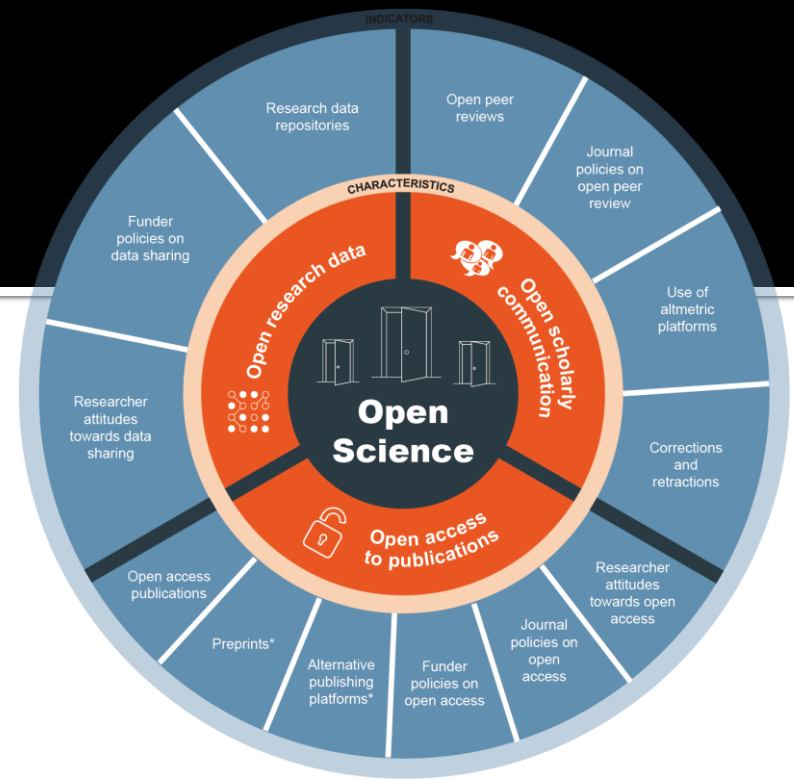 INDICATORS
CHARACTERISTICS
Open
Science
Open research data
Research data
repositories
Funder
policies on
data sharing
Researcher
attitudes
towards data
sharing
Open scholarly
communication
Open peer
reviews
Journal
policies on
open peer
review
Use of
altmetric
platforms
Corrections
and
retractions
Open access
to publications
Open access
publications
Preprints*
Alternative
publishing
platforms*
Funder
policies on
open access
Journal
policies on
open
access
Researcher
attitudes
towards open
access